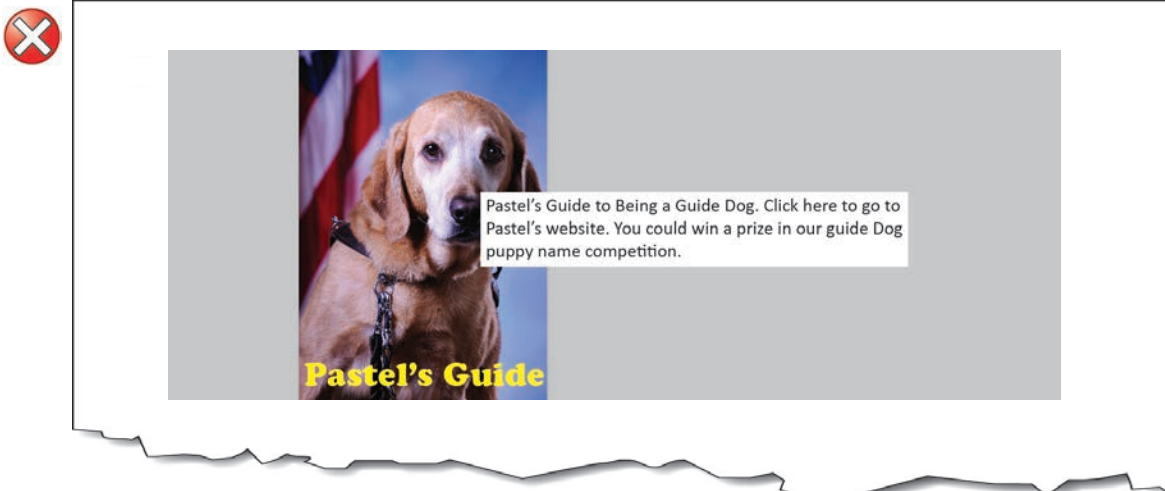 Pastel's Guide to Being a Guide Dog. Click here to go to
Pastel's website. You could win a prize in our guide Dog
puppy name competition.
Pastel's Guide